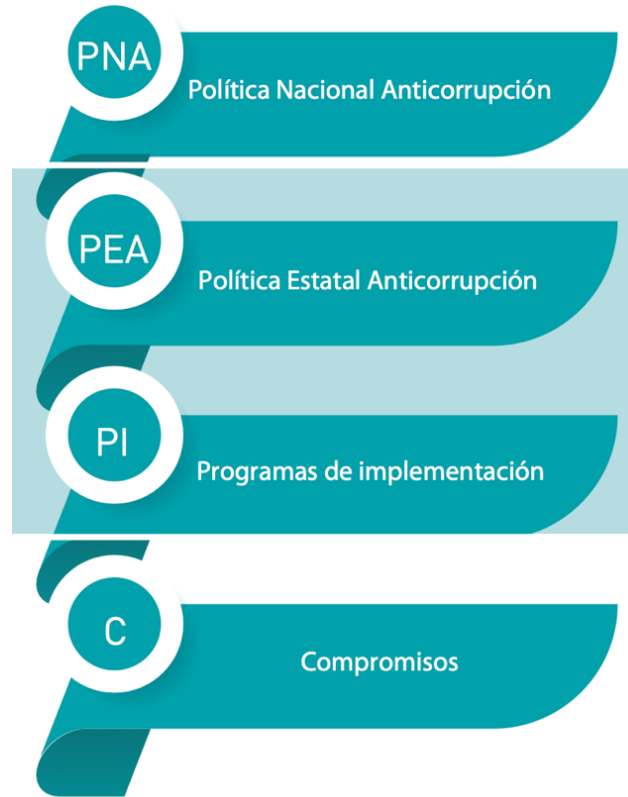 PNA
Política Nacional Anticorrupción
PEA
Política Estatal Anticorrupción
PI
Programas de implementación
C
Compromisos